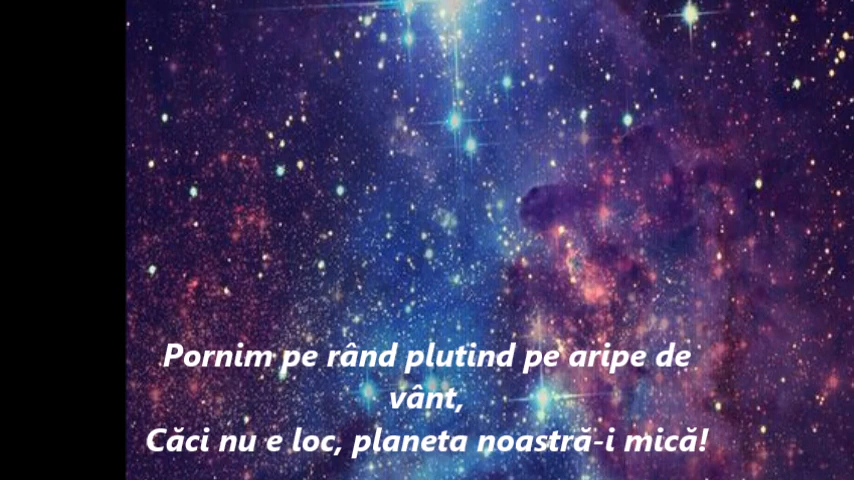 Pornim pe rând plutind pe aripe de
vânt,
Căci nu e loc, planeta noastră-i mică!